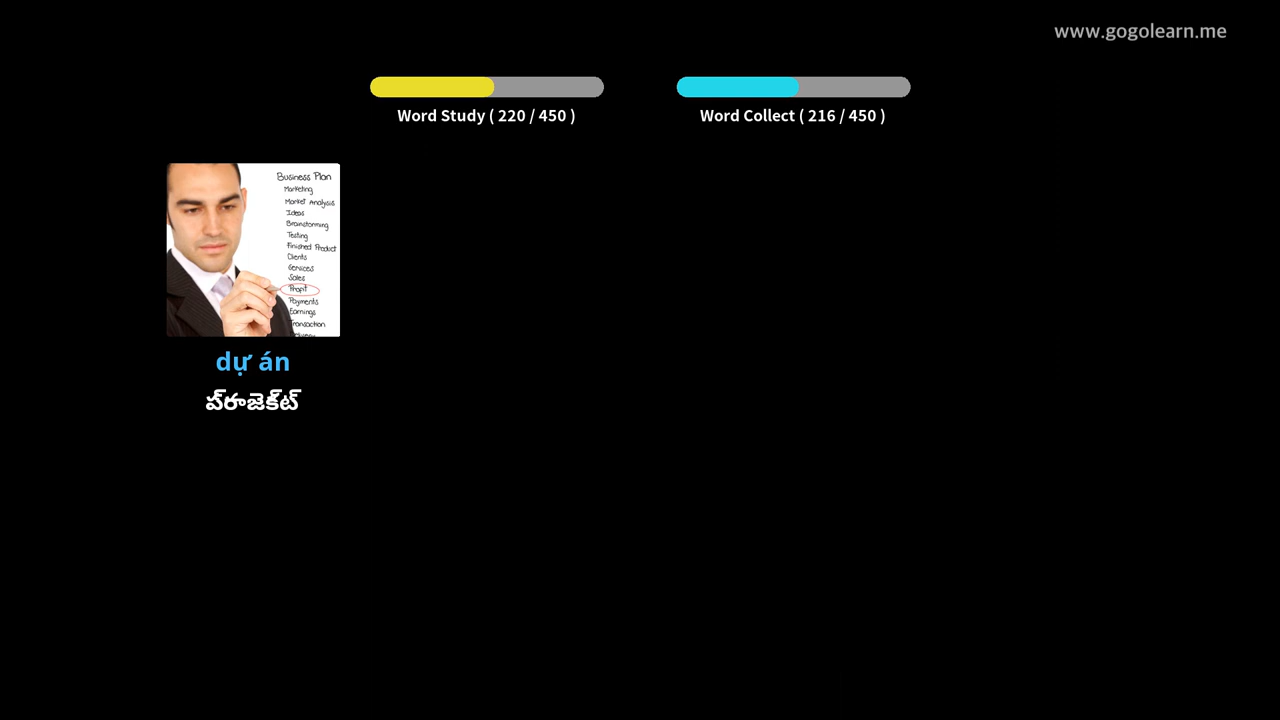 www.gogolearn.me
Word Study ( 220 / 450 )
Word Collect ( 216 / 450 )
Business Plan
Marketing
Market Analysis
Ideas
Brainstorming
Testing
Finished Product
Clients
Services
Sales
Profit
Payments
Earnings
Transaction
Delivery
dự án
ప్రాజెక్ట్